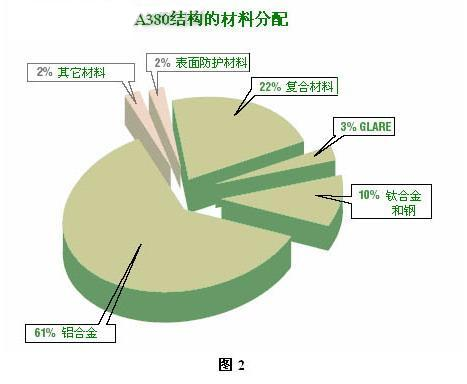 A380结构的材料分配
2% 其它材料
2% 表面防护材料
22% 复合材料
3% GLARE
10% 钛合金
和钢
61% 铝合金
图 2